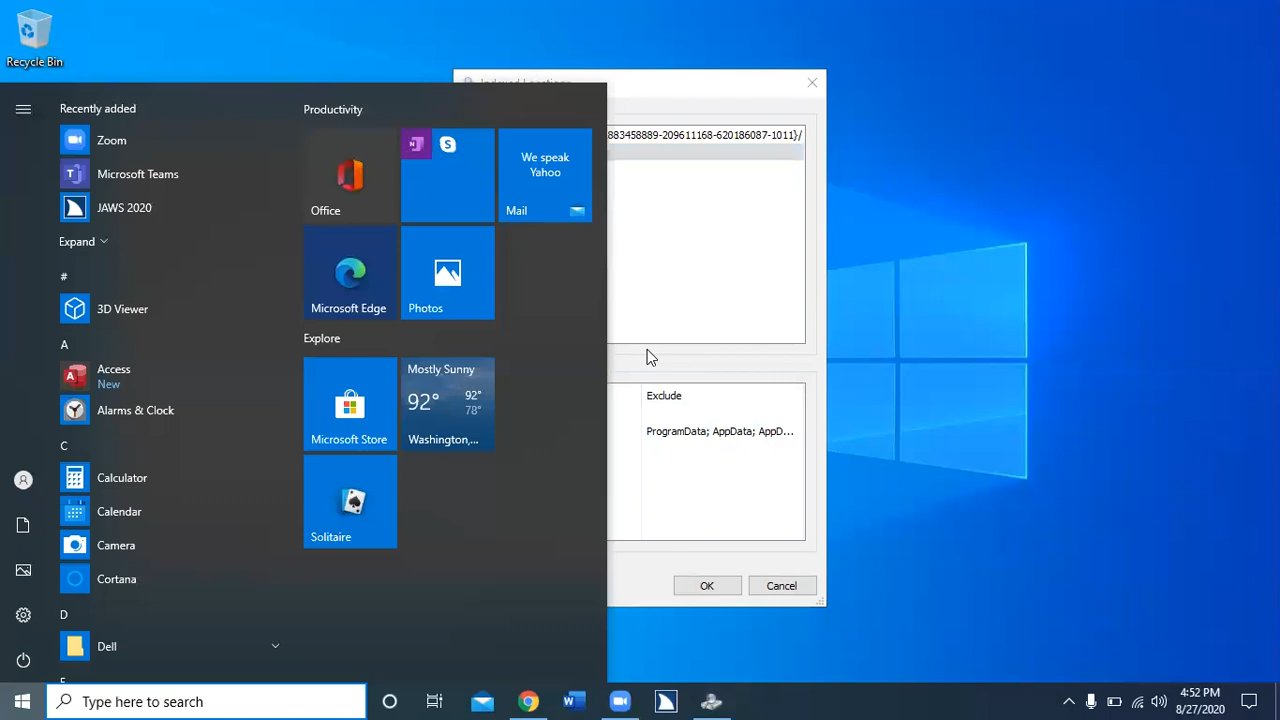 Recycle Bin
Indexed Locations
Recently added
Zoom
Microsoft Teams
JAWS 2020
Expand
#
3D Viewer
A
Access
New
Alarms & Clock
C
Calculator
Calendar
Camera
Cortana
D
Dell
Productivity
Office
We speak
Yahoo
Mail
Microsoft Edge
Photos
Explore
Microsoft Store
Mostly Sunny
92°
92°
78°
Washington,...
Solitaire
883458889-209611168-620186087-1011}/
Exclude
ProgramData; AppData; AppD...
OK
Cancel
Type here to search
4:52 PM
8/27/2020